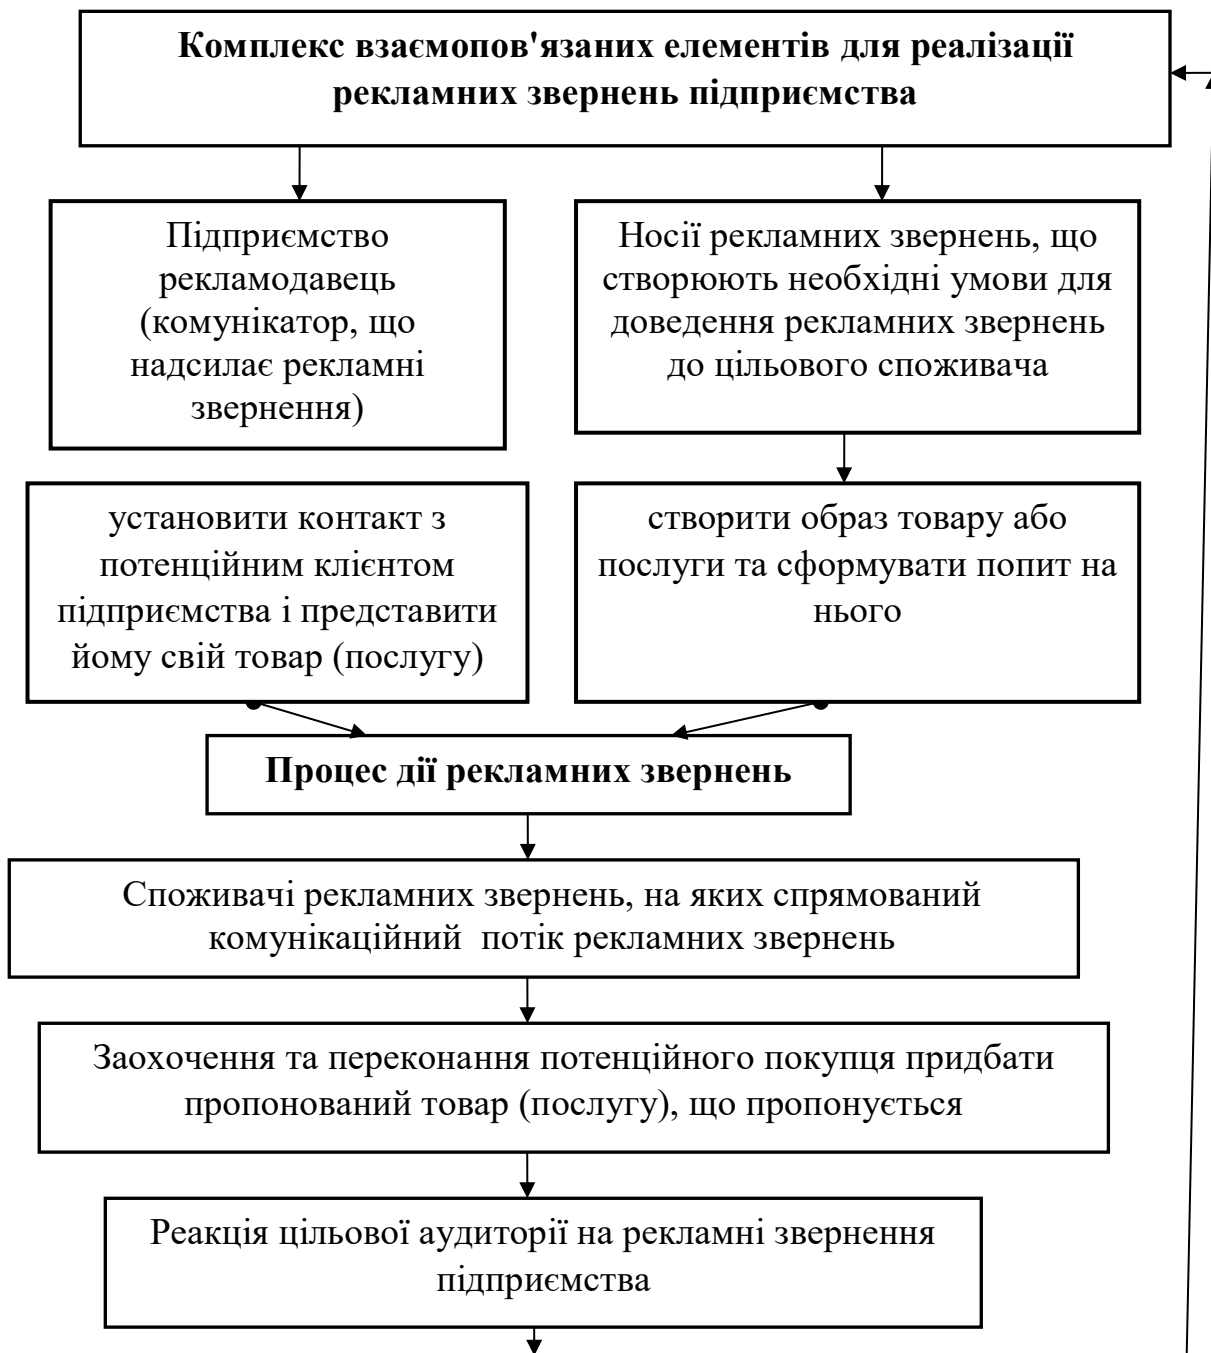 Комплекс взаємопов'язаних елементів для реалізації
рекламних звернень підприємства
Підприємство
рекламодавець
(комунікатор, що
надсилає рекламні
звернення)
Носії рекламних звернень, що
створюють необхідні умови для
доведення рекламних звернень
до цільового споживача
установити контакт з
потенційним клієнтом
підприємства і представити
йому свій товар (послугу)
створити образ товару або
послуги та сформувати попит на
нього
Процес дії рекламних звернень
Споживачі рекламних звернень, на яких спрямований
комунікаційний потік рекламних звернень
Заохочення та переконання потенційного покупця придбати
пропонований товар (послугу), що пропонується
Реакція цільової аудиторії на рекламні звернення
підприємства